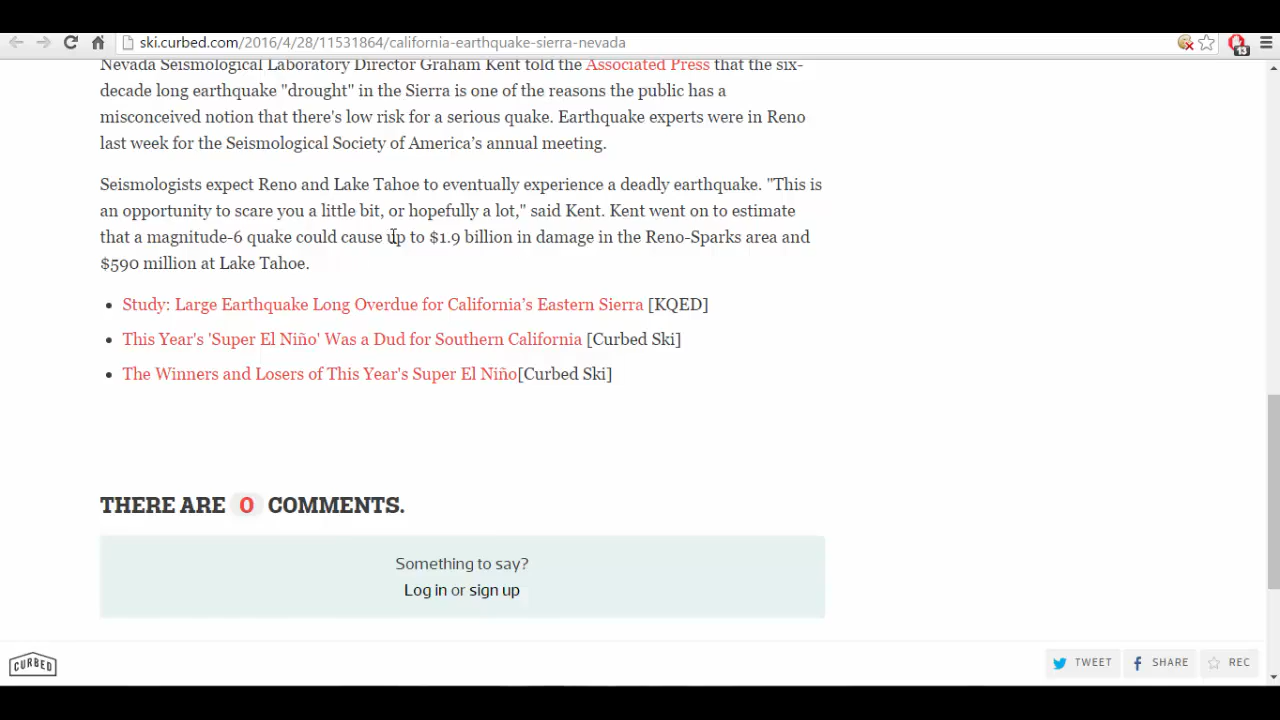 ski.curbed.com/2016/4/28/11531864/california-earthquake-sierra-nevada
13
Nevada Seismological Laboratory Director Graham Kent told the Associated Press that the six-
decade long earthquake "drought" in the Sierra is one of the reasons the public has a
misconceived notion that there's low risk for a serious quake. Earthquake experts were in Reno
last week for the Seismological Society of America's annual meeting.
Seismologists expect Reno and Lake Tahoe to eventually experience a deadly earthquake. "This is
an opportunity to scare you a little bit, or hopefully a lot," said Kent. Kent went on to estimate
that a magnitude-6 quake could cause up to $1.9 billion in damage in the Reno-Sparks area and
$590 million at Lake Tahoe.
• Study: Large Earthquake Long Overdue for California's Eastern Sierra [KQED]
• This Year's 'Super El Niño' Was a Dud for Southern California [Curbed Ski]
• The Winners and Losers of This Year's Super El Niño[Curbed Ski]
THERE ARE 0 COMMENTS.
Something to say?
Log in or sign up
CURBED
TWEET
SHARE
REC